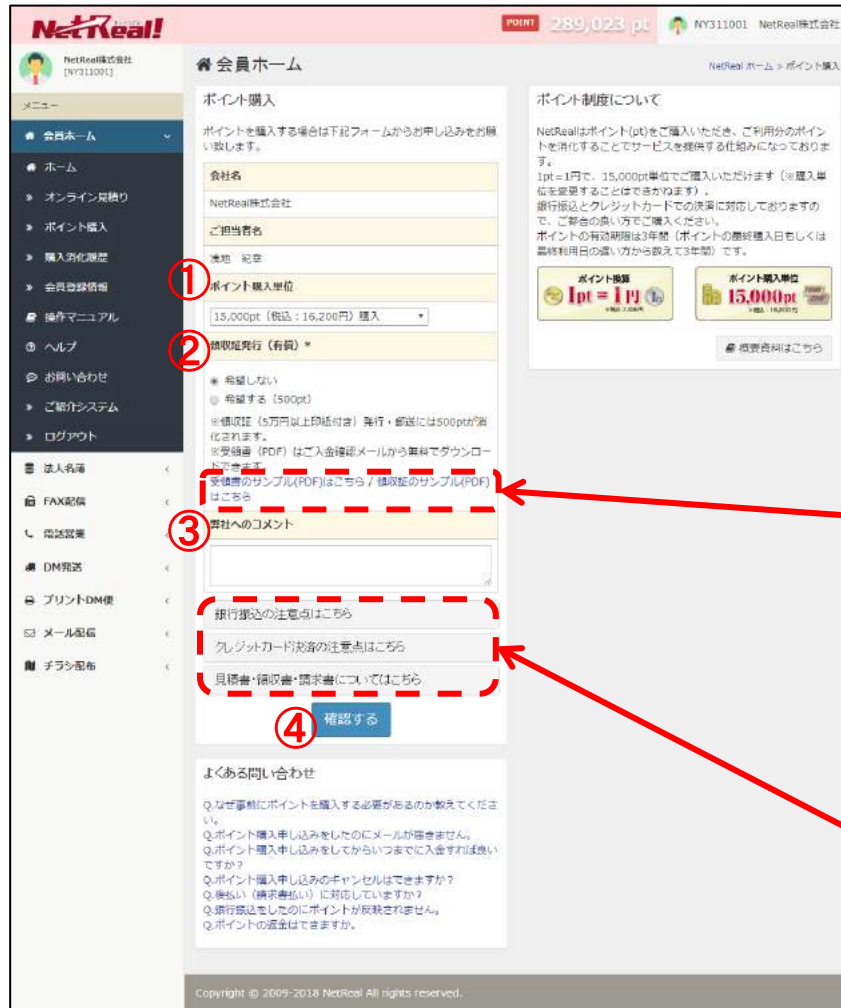 NetReal!
POINT 289,023 pt
NY311001 NetReal株式会社
NetReal株式会社
[NY311001]
メニュー
会員ホーム
ホーム
オンライン見積り
ポイント購入
購入消化履歴
会員登録情報
操作マニュアル
ヘルプ
お問い合わせ
ご紹介システム
ログアウト
法人名簿
FAX配信
電話営業
DM発送
プリントDM便
メール配信
チラシ配布
会員ホーム
NetReal ホーム > ポイント購入
ポイント購入
ポイントを購入する場合は下記フォームからお申し込みをお願
い致します。
会社名
NetReal株式会社
ご担当者名
①
ポイント購入単位
15,000pt（税込：16,200円）購入
②
領収証発行（有償）*
希望しない
希望する（500pt）
※領収証（5万円以上印紙付き）発行・郵送には500ptが消
化されます。
※受領書（PDF）はご入金確認メールから無料でダウンロー
ドできます。
受領書のサンプル(PDF)はこちら / 領収証のサンプル(PDF)
はこちら
③
弊社へのコメント
銀行振込の注意点はこちら
クレジットカード決済の注意点はこちら
見積書・領収書・請求書についてはこちら
④
確認する
よくある問い合わせ
Q.なぜ事前にポイントを購入する必要があるのか教えてくださ
い。
Q.ポイント購入申し込みをしたのにメールが届きません。
Q.ポイント購入申し込みをしてからいつまでに入金すれば良い
ですか？
Q.ポイント購入申し込みのキャンセルはできますか？
Q.後払い（請求書払い）に対応していますか？
Q.銀行振込をしたのにポイントが反映されません。
Q.ポイントの返金はできますか。
ポイント制度について
NetRealはポイント(pt)をご購入いただき、ご利用分のポイン
トを消化することでサービスを提供する仕組みになっておりま
す。
1pt＝1円で、15,000pt単位でご購入いただけます（※購入単
位を変更することはできかねます）。
銀行振込とクレジットカードでの決済に対応しておりますの
で、ご都合の良い方でご購入ください。
ポイントの有効期限は3年間（ポイントの最終購入日もしくは
最終利用日の遅い方から数えて3年間）です。
ポイント換算
1pt = 1円
ポイント購入単位
15,000pt
概要資料はこちら
Copyright © 2009-2018 NetReal All rights reserved.